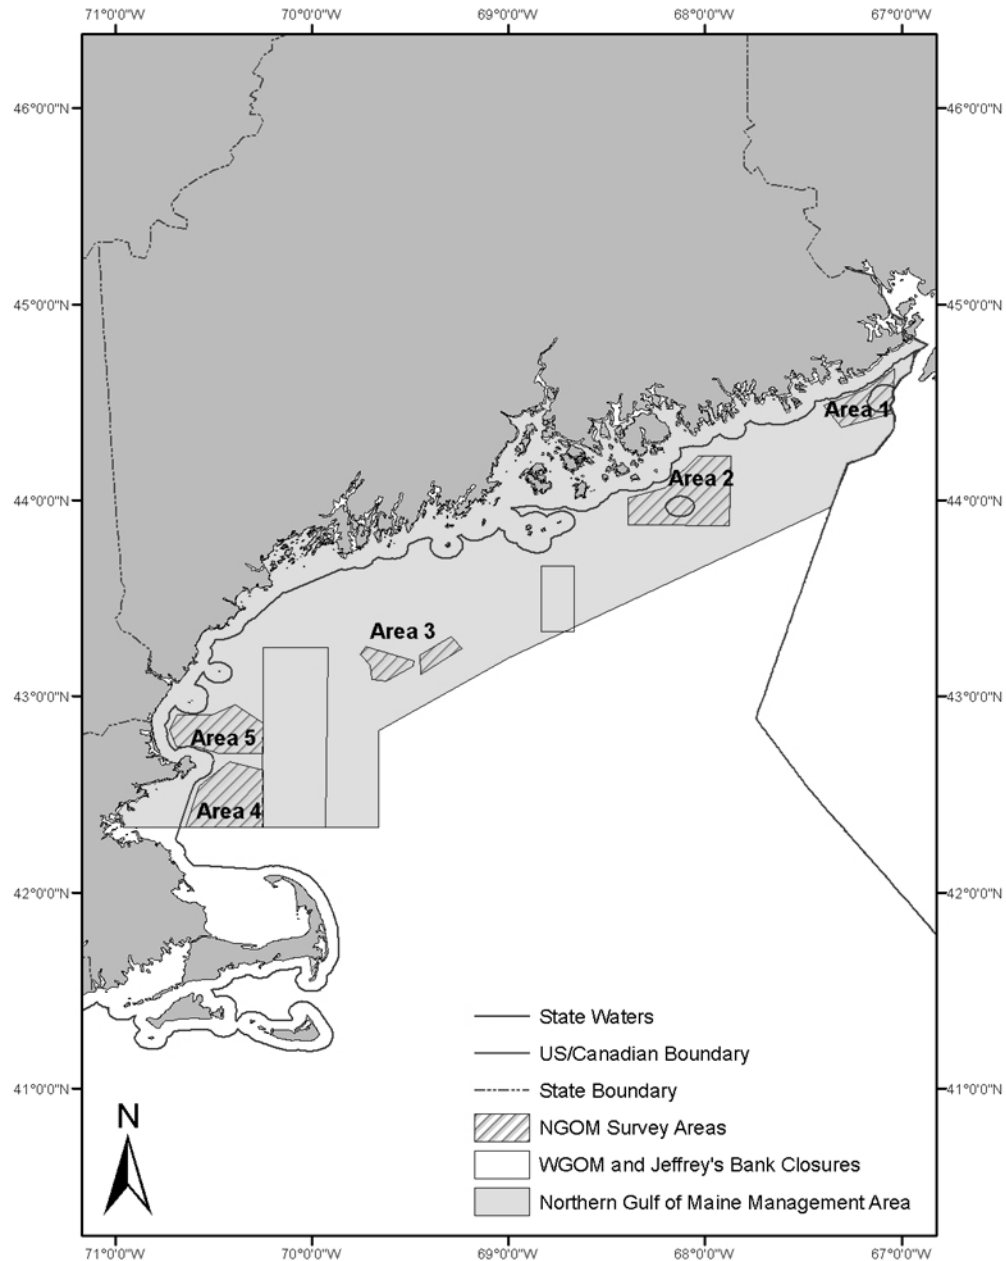 71°0'0"W 70°0'0"W 69°0'0"W 68°0'0"W 67°0'0"W
46°0'0"N 46°0'0"N
45°0'0"N 45°0'0"N
Area 1
Area 2
44°0'0"N 44°0'0"N
Area 3
43°0'0"N 43°0'0"N
Area 5
Area 4
42°0'0"N 42°0'0"N
State Waters
US/Canadian Boundary
State Boundary
41°0'0"N 41°0'0"N
N
NGOM Survey Areas
WGOM and Jeffrey's Bank Closures
Northern Gulf of Maine Management Area
71°0'0"W 70°0'0"W 69°0'0"W 68°0'0"W 67°0'0"W